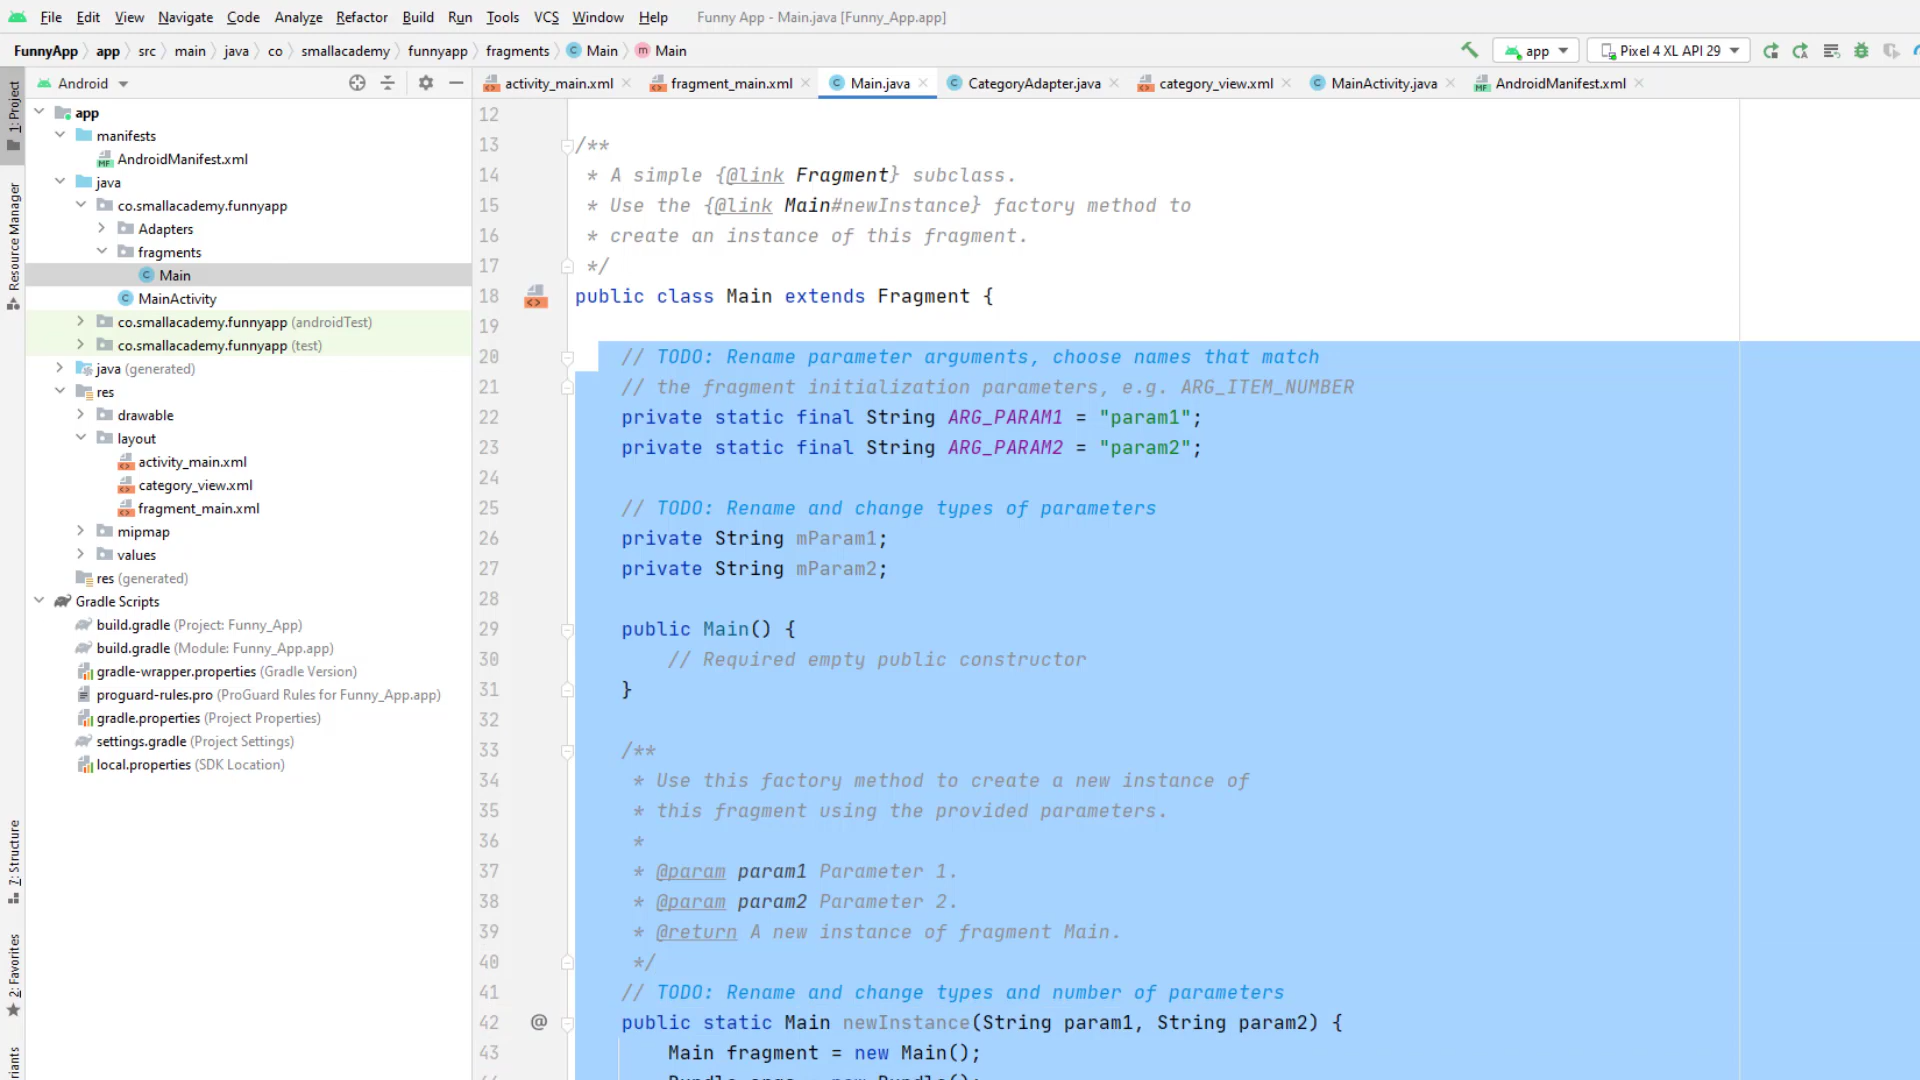 File Edit View Navigate Code Analyze Refactor Build Run Tools VCS Window Help Funny App - Main.java [Funny_App.app]
FunnyApp app src main java co smallacademy funnyapp fragments C Main m Main app Pixel 4 XL API 29
Android activity_main.xml fragment_main.xml Main.java CategoryAdapter.java category_view.xml MainActivity.java AndroidManifest.xml
1: Project
Resource Manager
7: Structure
2: Favorites
app
manifests
AndroidManifest.xml
java
co.smallacademy.funnyapp
Adapters
fragments
Main
MainActivity
co.smallacademy.funnyapp (androidTest)
co.smallacademy.funnyapp (test)
java (generated)
res
drawable
layout
activity_main.xml
category_view.xml
fragment_main.xml
mipmap
values
res (generated)
Gradle Scripts
build.gradle (Project: Funny_App)
build.gradle (Module: Funny_App.app)
gradle-wrapper.properties (Gradle Version)
proguard-rules.pro (ProGuard Rules for Funny_App.app)
gradle.properties (Project Properties)
settings.gradle (Project Settings)
local.properties (SDK Location)
12
13 /**
14 * A simple {@link Fragment} subclass.
15 * Use the {@link Main#newInstance} factory method to
16 * create an instance of this fragment.
17 */
18 public class Main extends Fragment {
19
20 // TODO: Rename parameter arguments, choose names that match
21 // the fragment initialization parameters, e.g. ARG_ITEM_NUMBER
22 private static final String ARG_PARAM1 = "param1";
23 private static final String ARG_PARAM2 = "param2";
24
25 // TODO: Rename and change types of parameters
26 private String mParam1;
27 private String mParam2;
28
29 public Main() {
30 // Required empty public constructor
31 }
32
33 /**
34 * Use this factory method to create a new instance of
35 * this fragment using the provided parameters.
36 *
37 * @param param1 Parameter 1.
38 * @param param2 Parameter 2.
39 * @return A new instance of fragment Main.
40 */
41 // TODO: Rename and change types and number of parameters
42 @ public static Main newInstance(String param1, String param2) {
43 Main fragment = new Main();